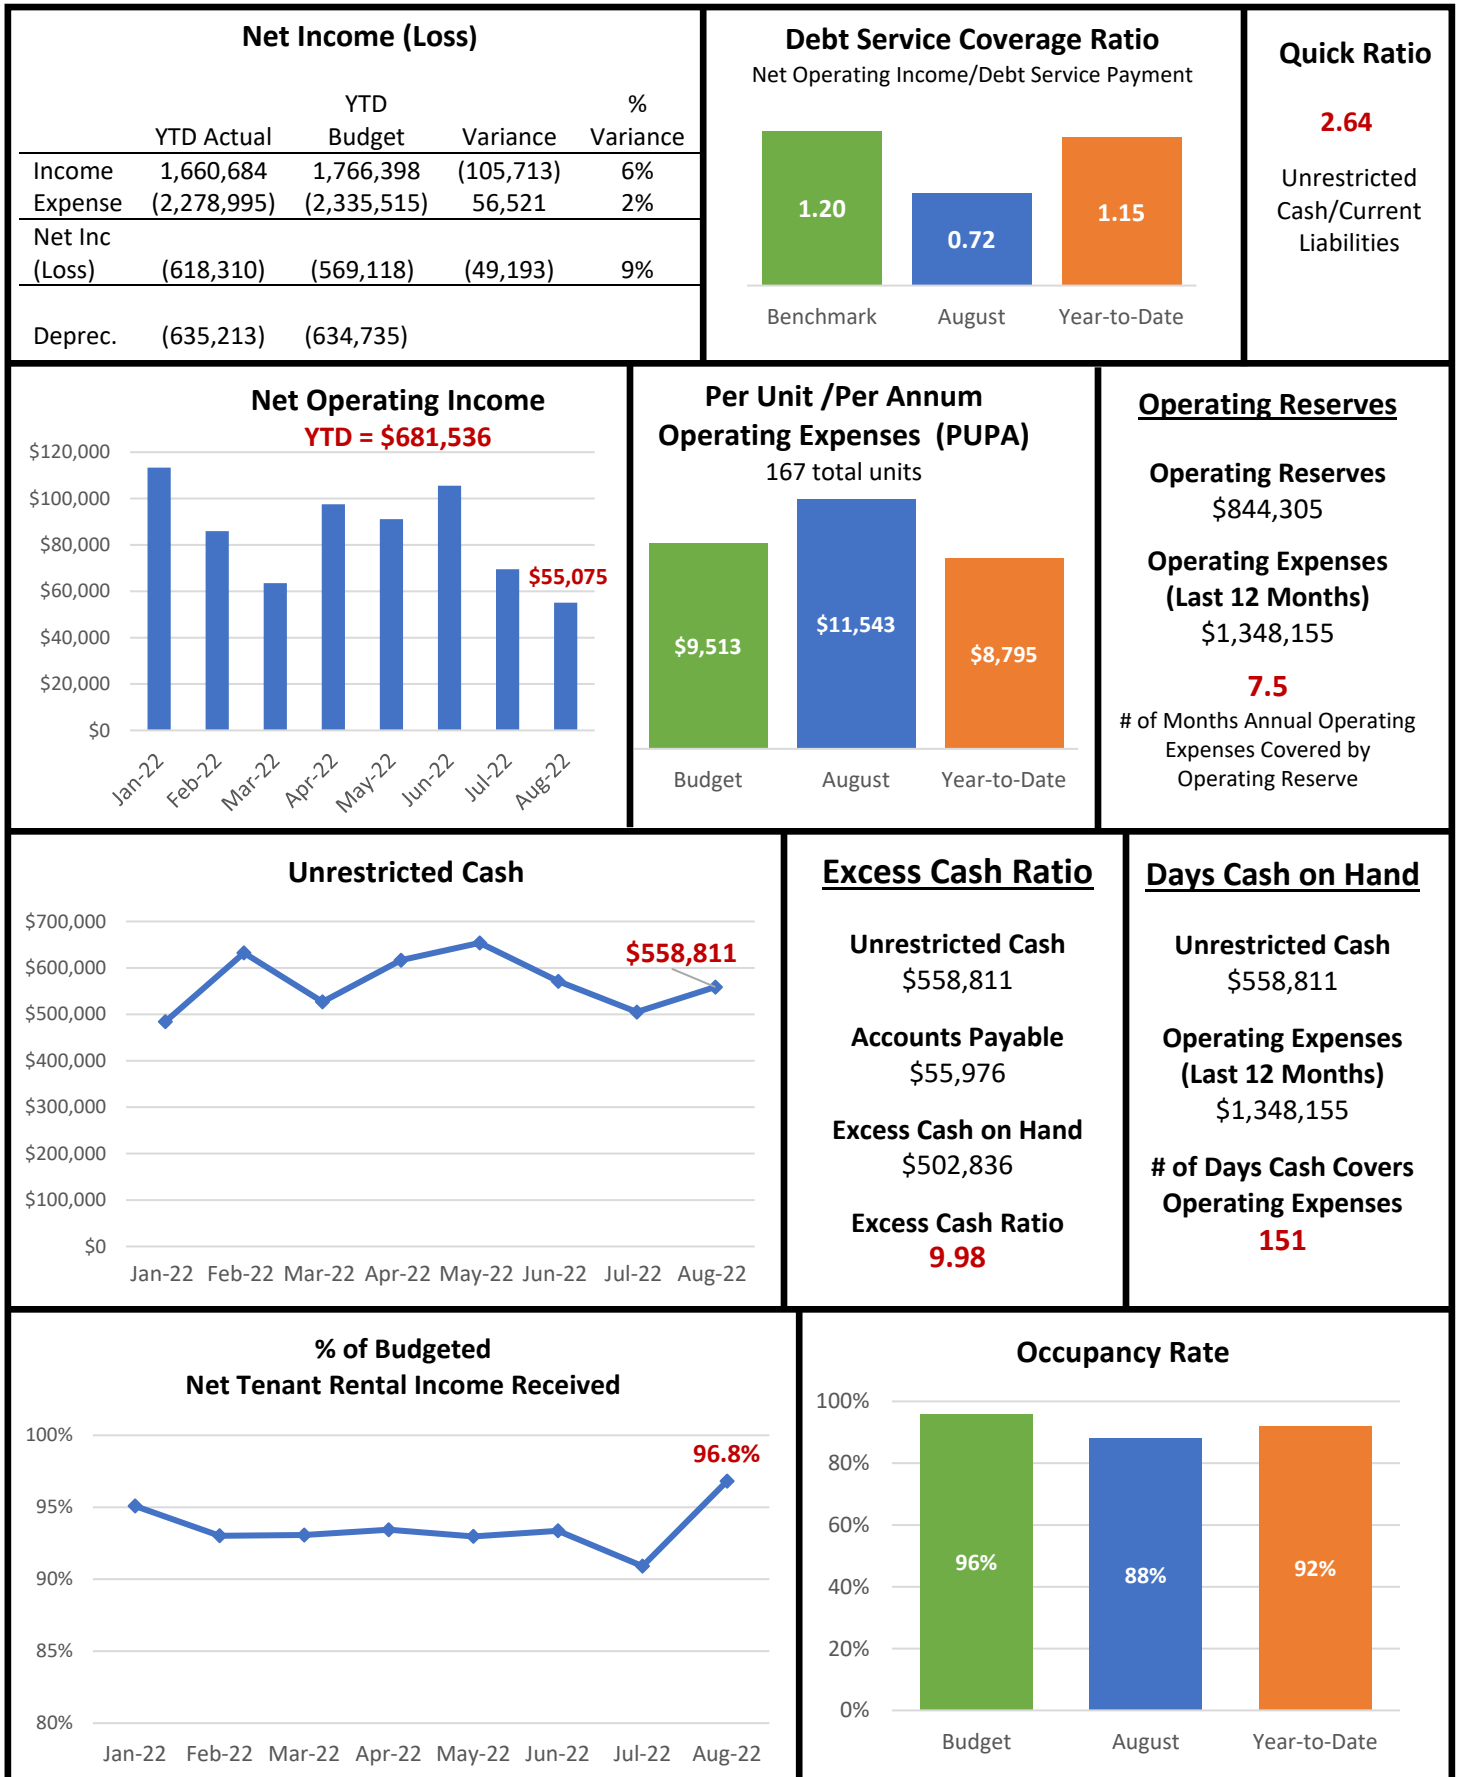 Net Income (Loss)
YTD Actual YTD Budget Variance % Variance
Income 1,660,684 1,766,398 (105,713) 6%
Expense (2,278,995) (2,335,515) 56,521 2%
Net Inc
(Loss) (618,310) (569,118) (49,193) 9%
Deprec. (635,213) (634,735)
Debt Service Coverage Ratio
Net Operating Income/Debt Service Payment
1.20
0.72
1.15
Benchmark August Year-to-Date
Quick Ratio
2.64
Unrestricted
Cash/Current
Liabilities
Net Operating Income
YTD = $681,536
$120,000
$100,000
$80,000
$60,000
$40,000
$20,000
$0
$55,075
Jan-22 Feb-22 Mar-22 Apr-22 May-22 Jun-22 Jul-22 Aug-22
Per Unit /Per Annum
Operating Expenses (PUPA)
167 total units
$9,513
$11,543
$8,795
Budget August Year-to-Date
Operating Reserves
Operating Reserves
$844,305
Operating Expenses
(Last 12 Months)
$1,348,155
7.5
# of Months Annual Operating
Expenses Covered by
Operating Reserve
Unrestricted Cash
$700,000
$600,000
$500,000
$400,000
$300,000
$200,000
$100,000
$0
$558,811
Jan-22 Feb-22 Mar-22 Apr-22 May-22 Jun-22 Jul-22 Aug-22
Excess Cash Ratio
Unrestricted Cash
$558,811
Accounts Payable
$55,976
Excess Cash on Hand
$502,836
Excess Cash Ratio
9.98
Days Cash on Hand
Unrestricted Cash
$558,811
Operating Expenses
(Last 12 Months)
$1,348,155
# of Days Cash Covers
Operating Expenses
151
% of Budgeted
Net Tenant Rental Income Received
100%
95%
90%
85%
80%
96.8%
Jan-22 Feb-22 Mar-22 Apr-22 May-22 Jun-22 Jul-22 Aug-22
Occupancy Rate
100%
80%
60%
40%
20%
0%
96%
88%
92%
Budget August Year-to-Date